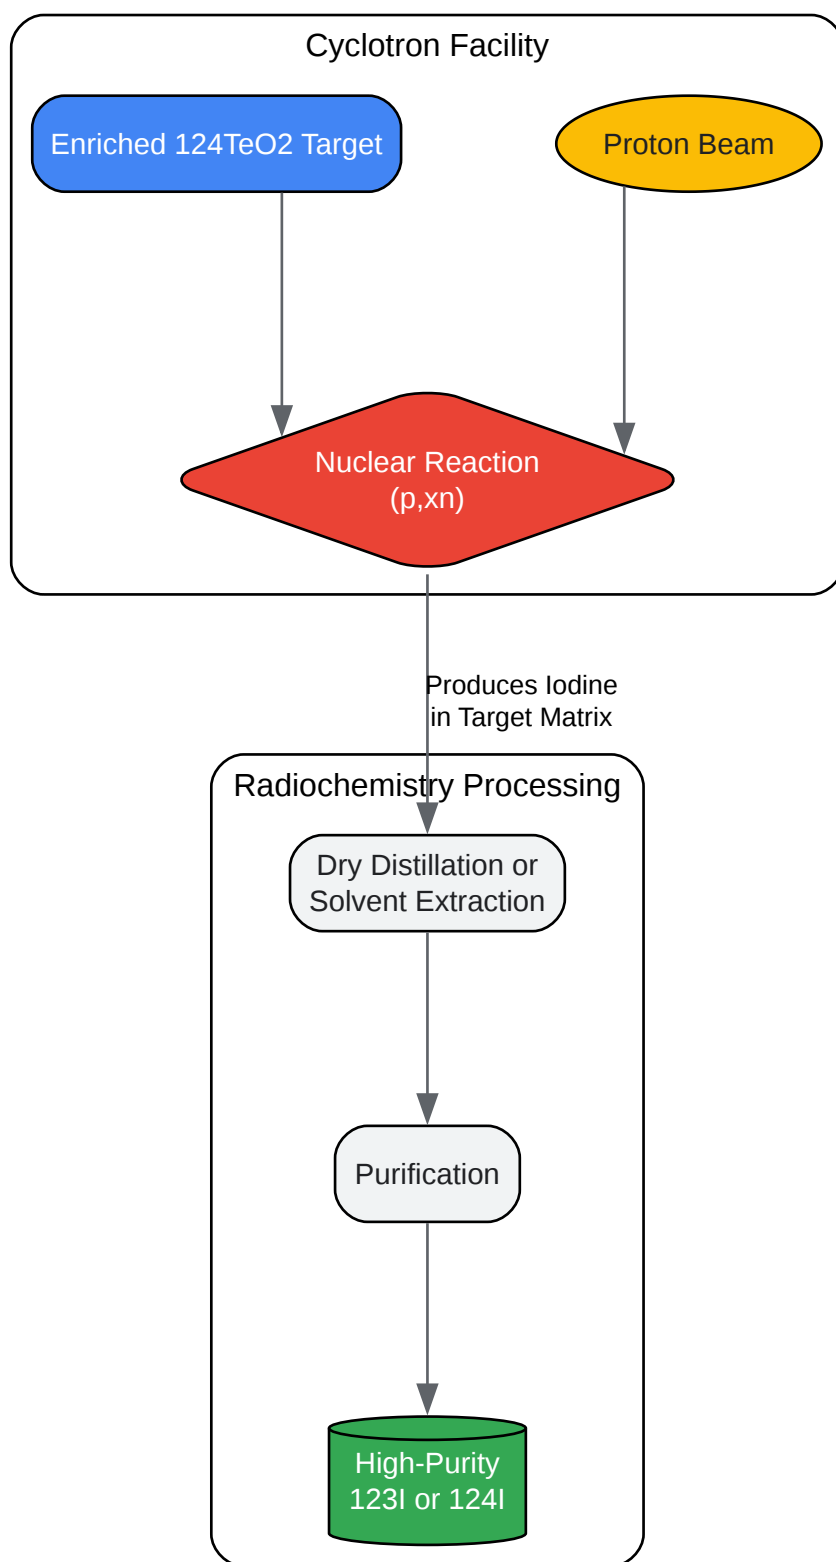 Cyclotron Facility
Enriched 124TeO2 Target
Proton Beam
Nuclear Reaction
(p,xn)
Produces Iodine
in Target Matrix
Radiochemistry Processing
Dry Distillation or
Solvent Extraction
Purification
High-Purity
123I or 124I